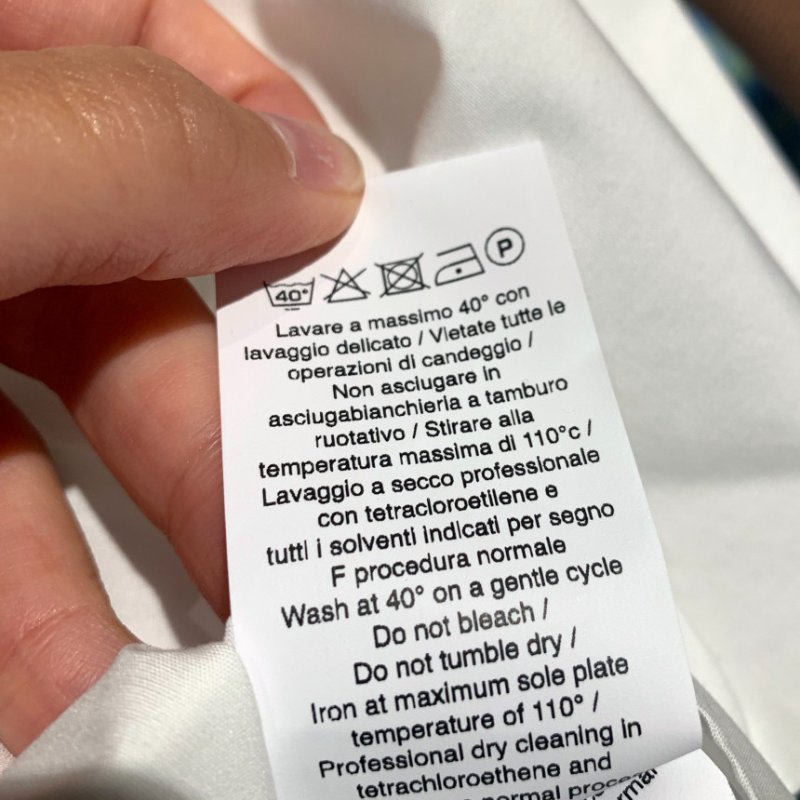 40°
P
Lavare a massimo 40° con
lavaggio delicato / Vietate tutte le
operazioni di candeggio /
Non asciugare in
asciugabianchieria a tamburo
ruotativo / Stirare alla
temperatura massima di 110°c /
Lavaggio a secco professionale
con tetracloroetilene e
tutti i solventi indicati per segno
F procedura normale
Wash at 40° on a gentle cycle
Do not bleach /
Do not tumble dry /
Iron at maximum sole plate
temperature of 110° /
Professional dry cleaning in
tetrachloroethene and
normal